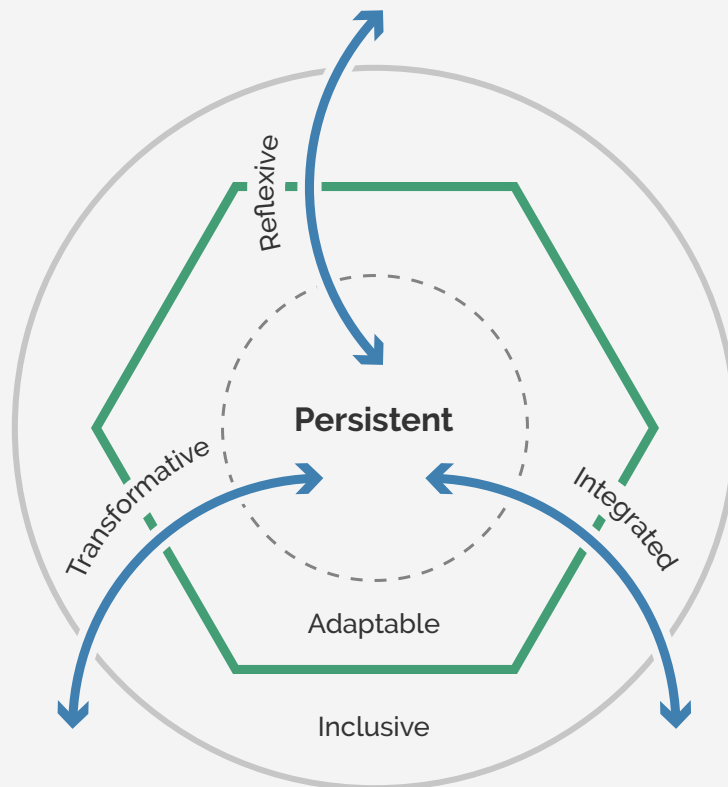 Reflexive
Persistent
Transformative
Integrated
Adaptable
Inclusive